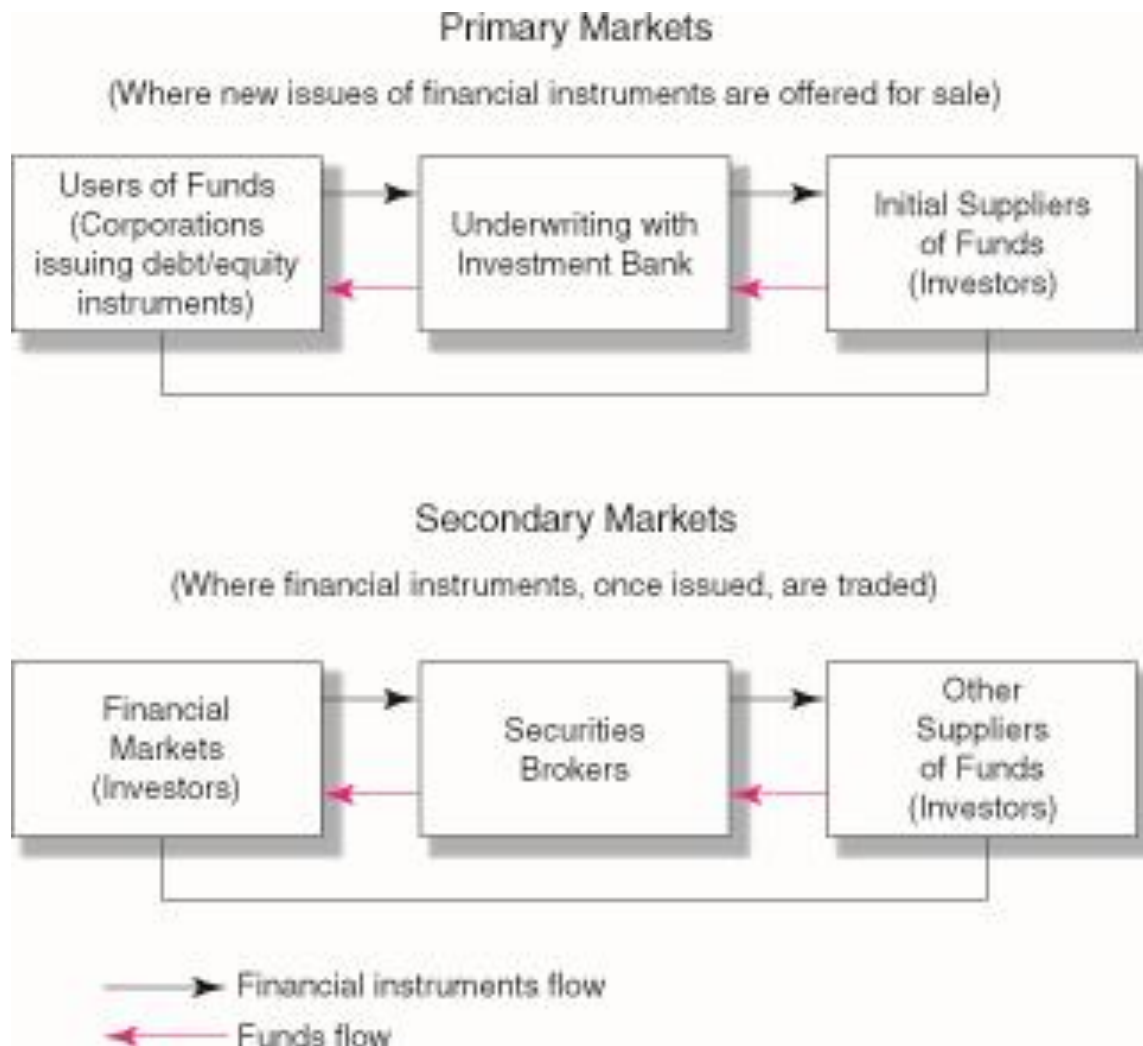 Primary Markets
(Where new issues of financial instruments are offered for sale)
Users of Funds
(Corporations
issuing debt/equity
instruments)
Underwriting with
Investment Bank
Initial Suppliers
of Funds
(Investors)
Secondary Markets
(Where financial instruments, once issued, are traded)
Financial
Markets
(Investors)
Securities
Brokers
Other
Suppliers
of Funds
(Investors)
Financial instruments flow
Funds flow